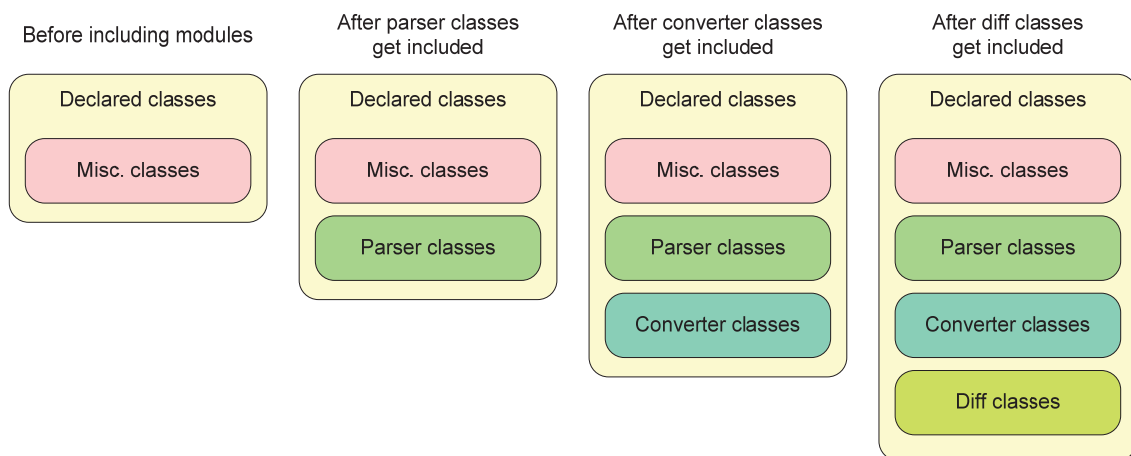 Before including modules
Declared classes
Misc. classes
After parser classes
get included
Declared classes
Misc. classes
Parser classes
After converter classes
get included
Declared classes
Misc. classes
Parser classes
Converter classes
After diff classes
get included
Declared classes
Misc. classes
Parser classes
Converter classes
Diff classes